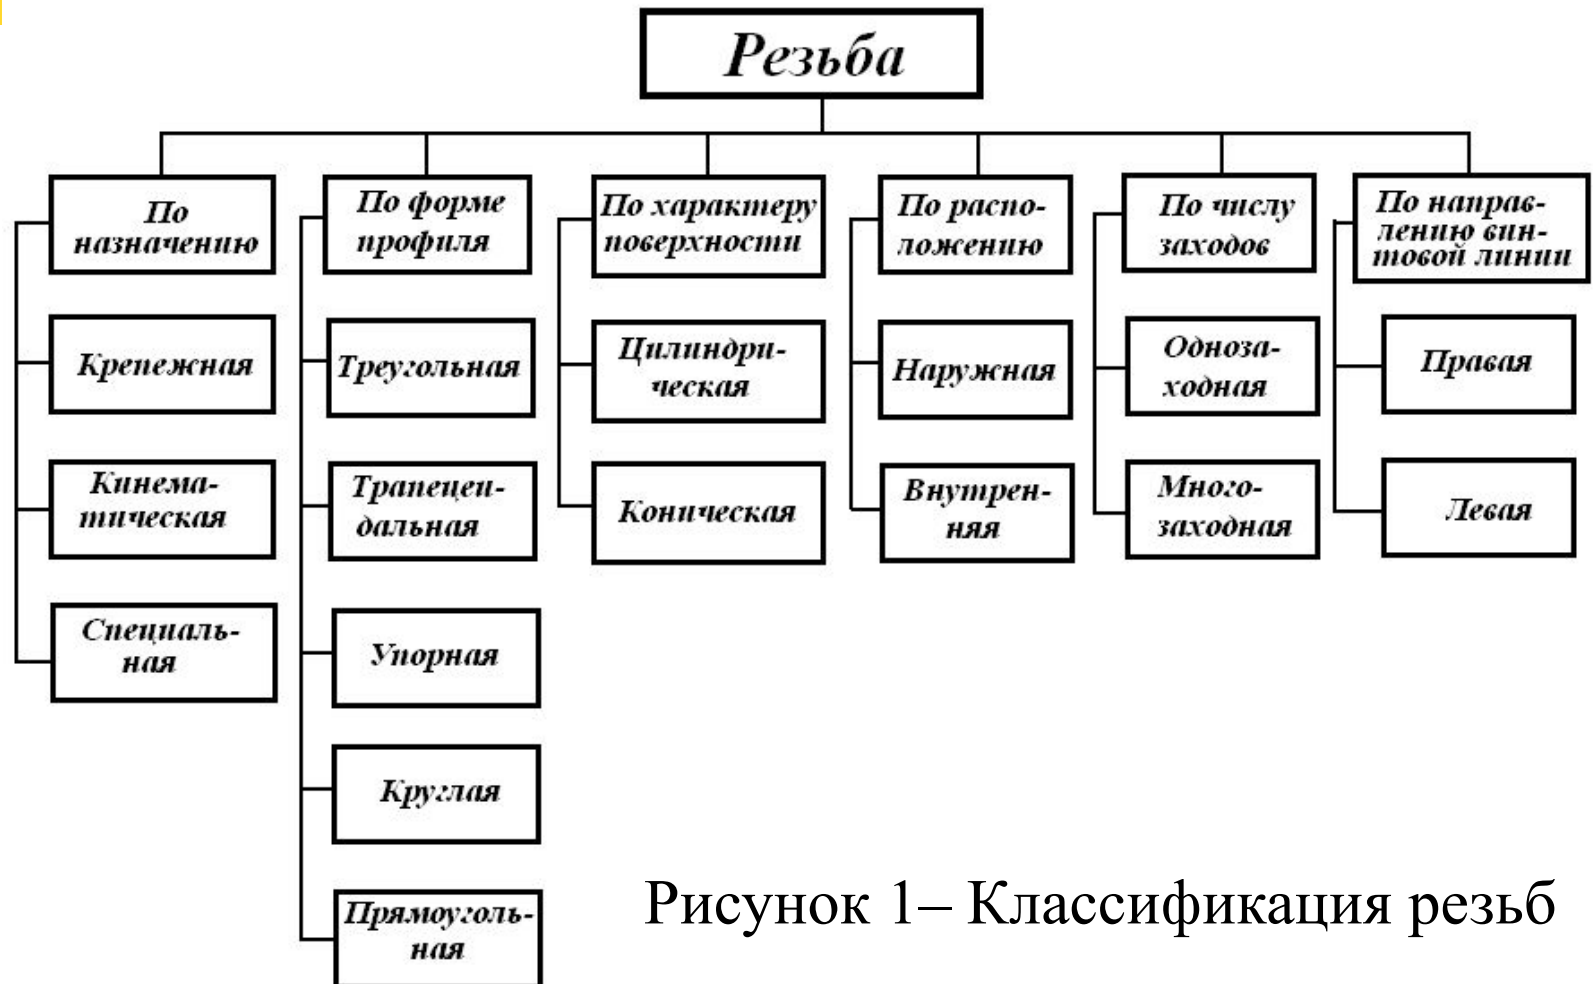 Резьба
По
назначению
Крепежная
Кинема-
тическая
Специаль-
ная
По форме
профиля
Треугольная
Трапецеи-
дальная
Упорная
Круглая
Прямоуголь-
ная
По характеру
поверхности
Цилиндри-
ческая
Коническая
По распо-
ложению
Наружная
Внутрен-
няя
По числу
заходов
Одноза-
ходная
Много-
заходная
По направ-
лению вин-
товой линии
Правая
Левая
Рисунок 1– Классификация резьб